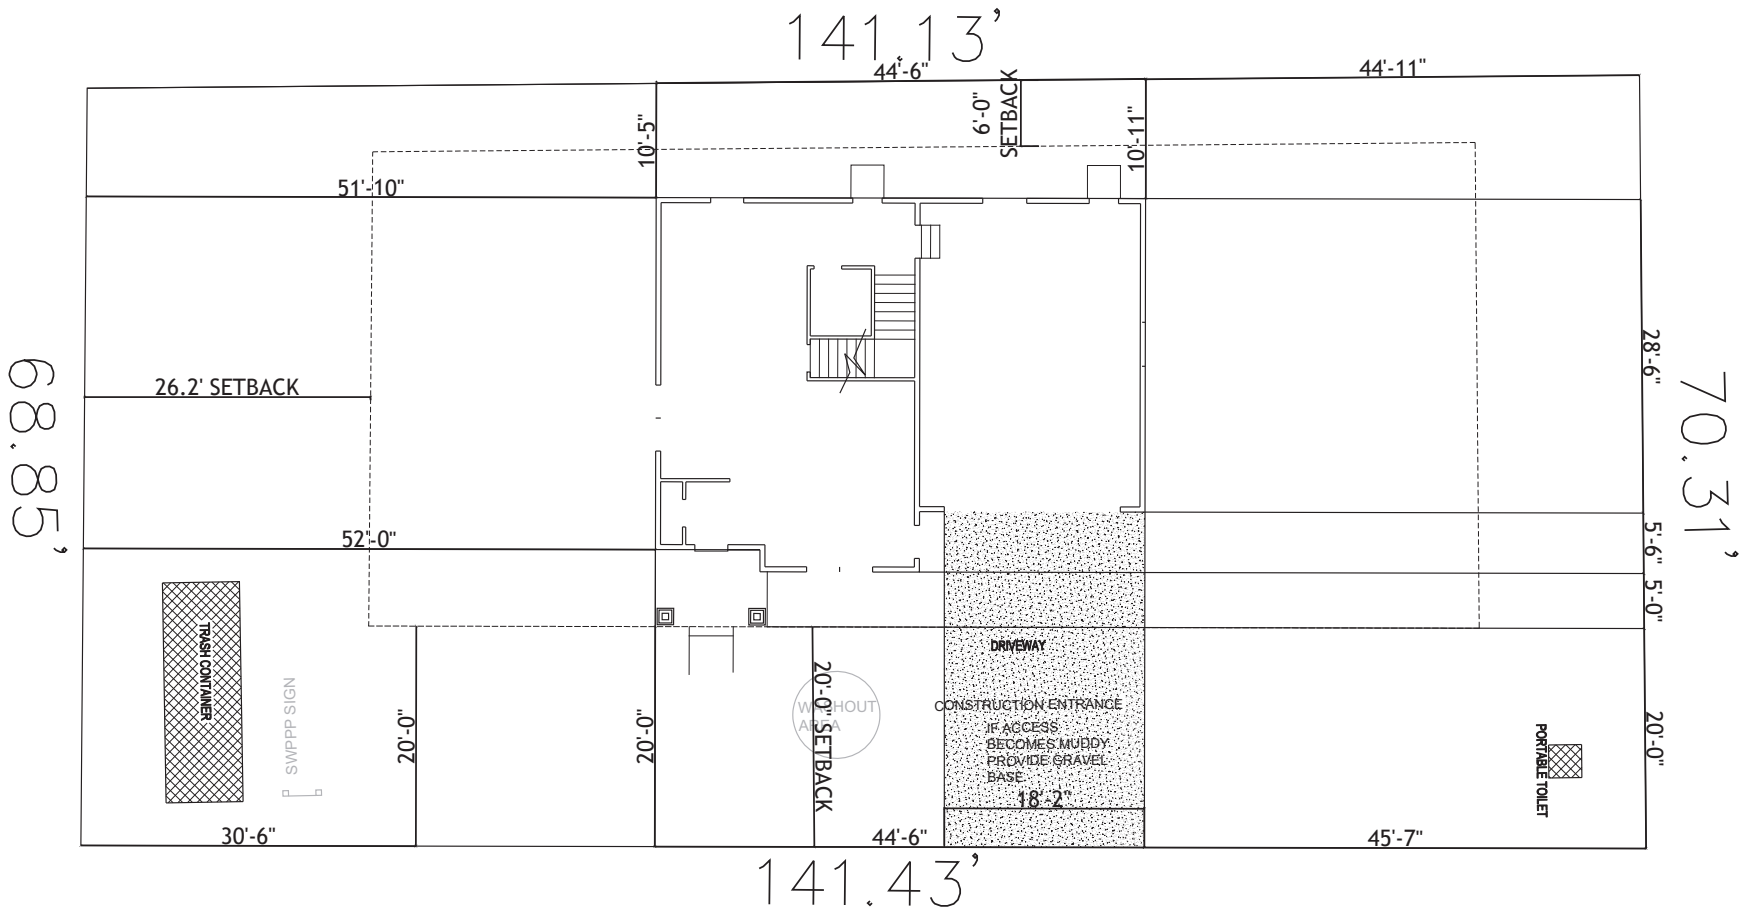 141.13'
44'-6"
44'-11"
10'-5"
6'-0"
SETBACK
10'-11"
51'-10"
28'-6"
26.2' SETBACK
68.85'
70.31'
52'-0"
5'-6"
5'-0"
TRASH CONTAINER
SWPPP SIGN
20'-0"
20'-0"
20'-0" SETBACK
WASHOUT
AREA
DRIVEWAY
CONSTRUCTION ENTRANCE
IF ACCESS
BECOMES MUDDY
PROVIDE GRAVEL
BASE.
18'-2"
PORTABLE TOILET
20'-0"
30'-6"
44'-6"
45'-7"
141.43'